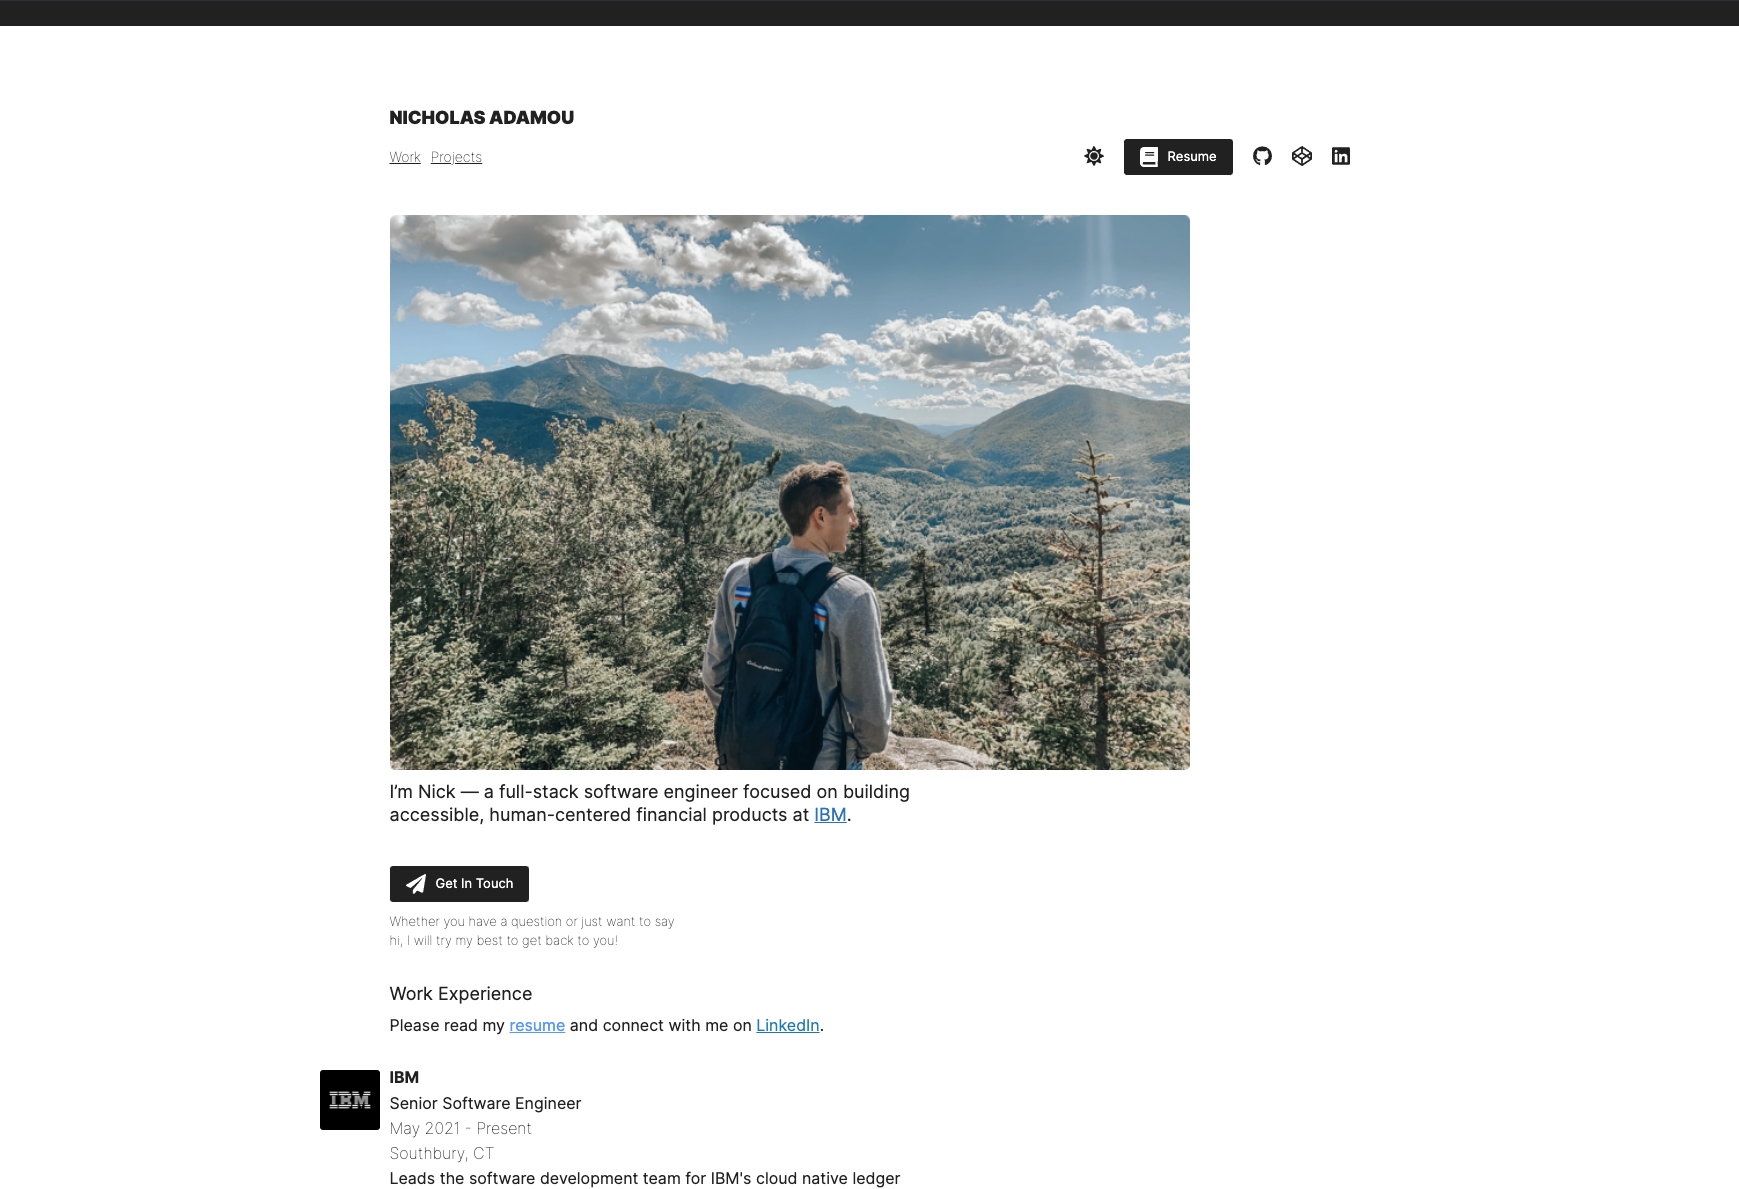 NICHOLAS ADAMOU
Work Projects
Resume
I’m Nick — a full-stack software engineer focused on building
accessible, human-centered financial products at IBM.
Get In Touch
Whether you have a question or just want to say
hi, I will try my best to get back to you!
Work Experience
Please read my resume and connect with me on LinkedIn.
IBM
IBM
Senior Software Engineer
May 2021 - Present
Southbury, CT
Leads the software development team for IBM's cloud native ledger